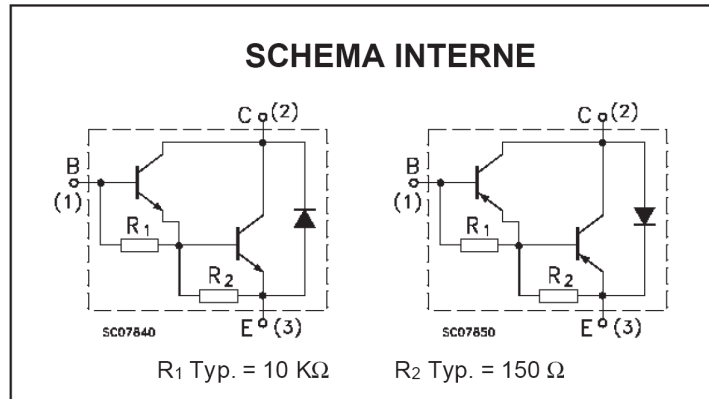 SCHEMA INTERNE
C (2)
B
(1)
R1
R2
E (3)
SC07840
C (2)
B
(1)
R1
R2
E (3)
SC07850
R1 Typ. = 10 KΩ R2 Typ. = 150 Ω